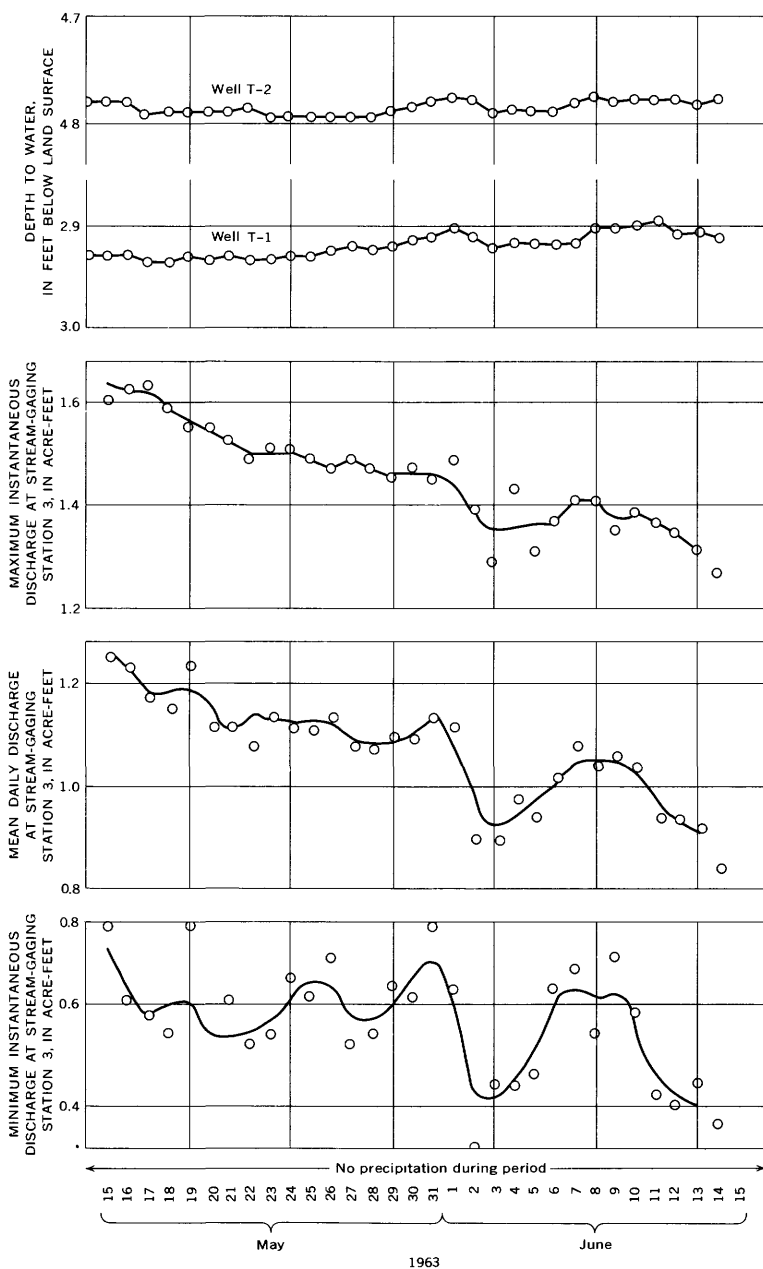 DEPTH TO WATER,
IN FEET BELOW LAND SURFACE
4.7
Well T-2
4.8
2.9
Well T-1
3.0
MAXIMUM INSTANTANEOUS
DISCHARGE AT STREAM-GAGING
STATION 3, IN ACRE-FEET
1.6
1.4
1.2
MEAN DAILY DISCHARGE
AT STREAM-GAGING
STATION 3, IN ACRE-FEET
1.2
1.0
0.8
MINIMUM INSTANTANEOUS
DISCHARGE AT STREAM-GAGING
STATION 3, IN ACRE-FEET
0.8
0.6
0.4
No precipitation during period
15 16 17 18 19 20 21 22 23 24 25 26 27 28 29 30 31 1 2 3 4 5 6 7 8 9 10 11 12 13 14 15
May June
1963